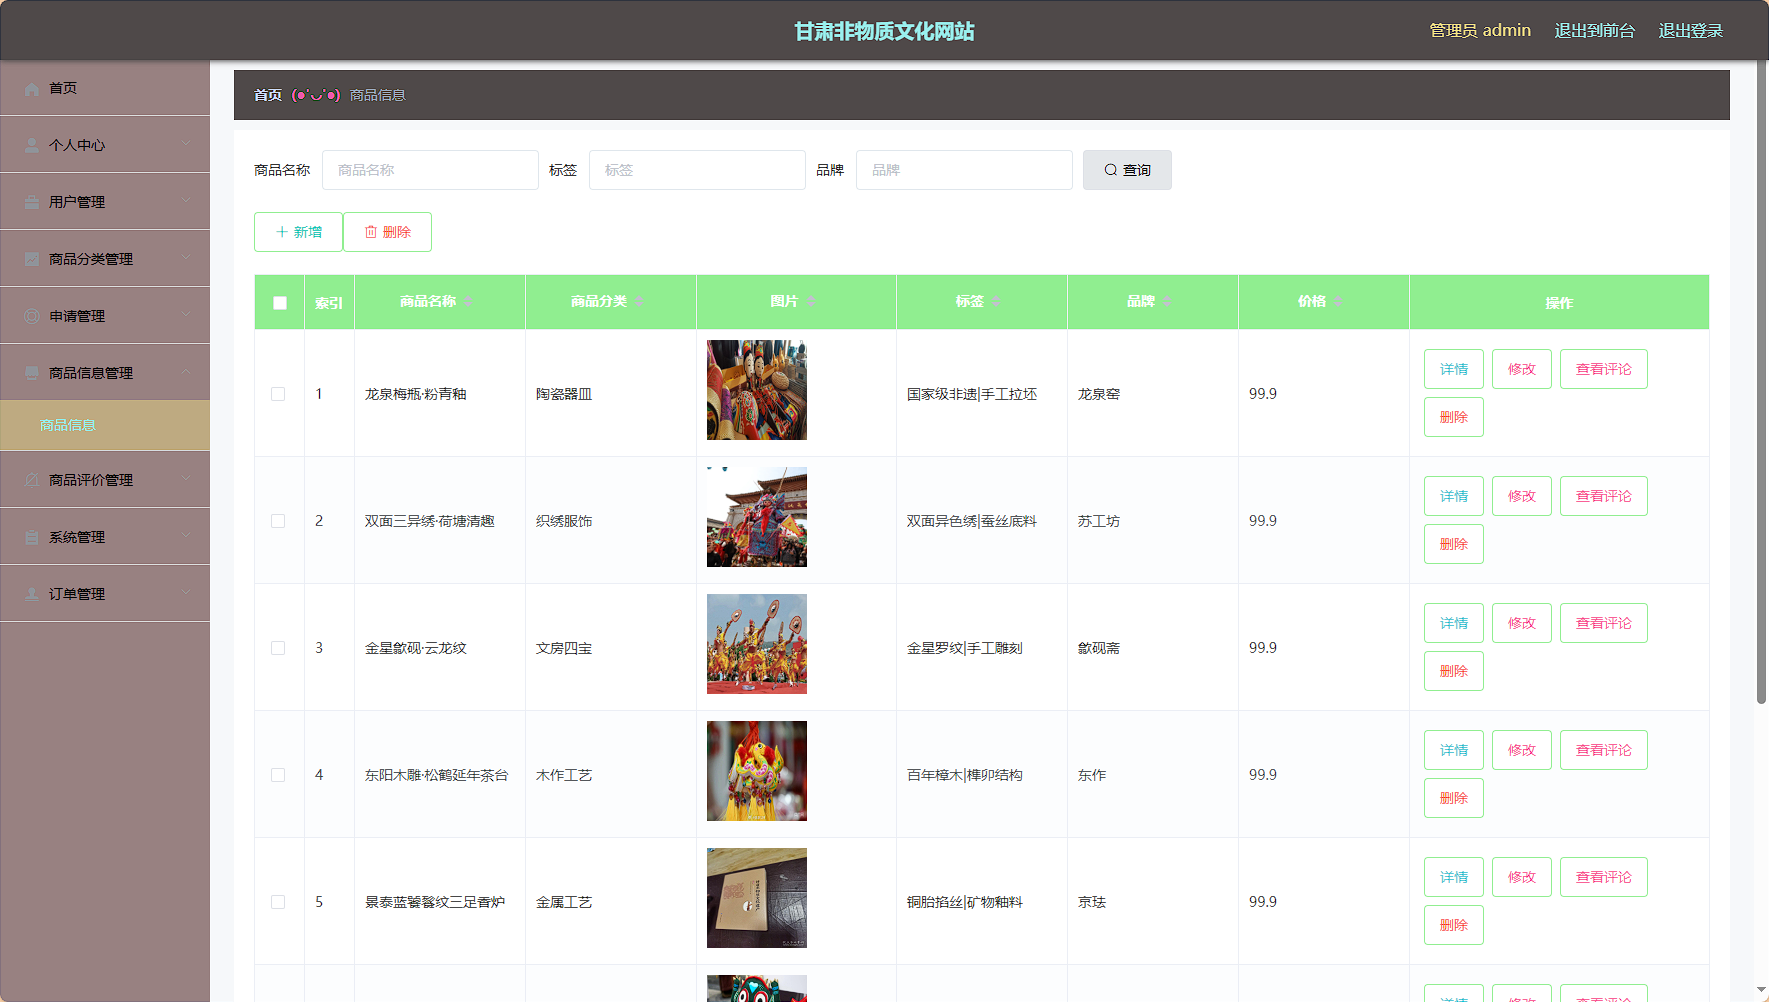 甘肃非物质文化网站
管理员 admin 退出到前台 退出登录
首页
个人中心
用户管理
商品分类管理
申请管理
商品信息管理
商品信息
商品评价管理
系统管理
订单管理
首页 (●'◡'●) 商品信息
商品名称 商品名称 标签 标签 品牌 品牌 查询
新增 删除
索引 商品名称 商品分类 图片 标签 品牌 价格 操作
1 龙泉梅瓶·粉青釉 陶瓷器皿 国家级非遗|手工拉坯 龙泉窑 99.9 详情 修改 查看评论
删除
2 双面三异绣·荷塘清趣 织绣服饰 双面异色绣|蚕丝底料 苏工坊 99.9 详情 修改 查看评论
删除
3 金星歙砚·云龙纹 文房四宝 金星罗纹|手工雕刻 歙砚斋 99.9 详情 修改 查看评论
删除
4 东阳木雕·松鹤延年茶台 木作工艺 百年樟木|榫卯结构 东作 99.9 详情 修改 查看评论
删除
5 景泰蓝饕餮纹三足香炉 金属工艺 铜胎掐丝|矿物釉料 京珐 99.9 详情 修改 查看评论
删除
详情 修改 查看评论